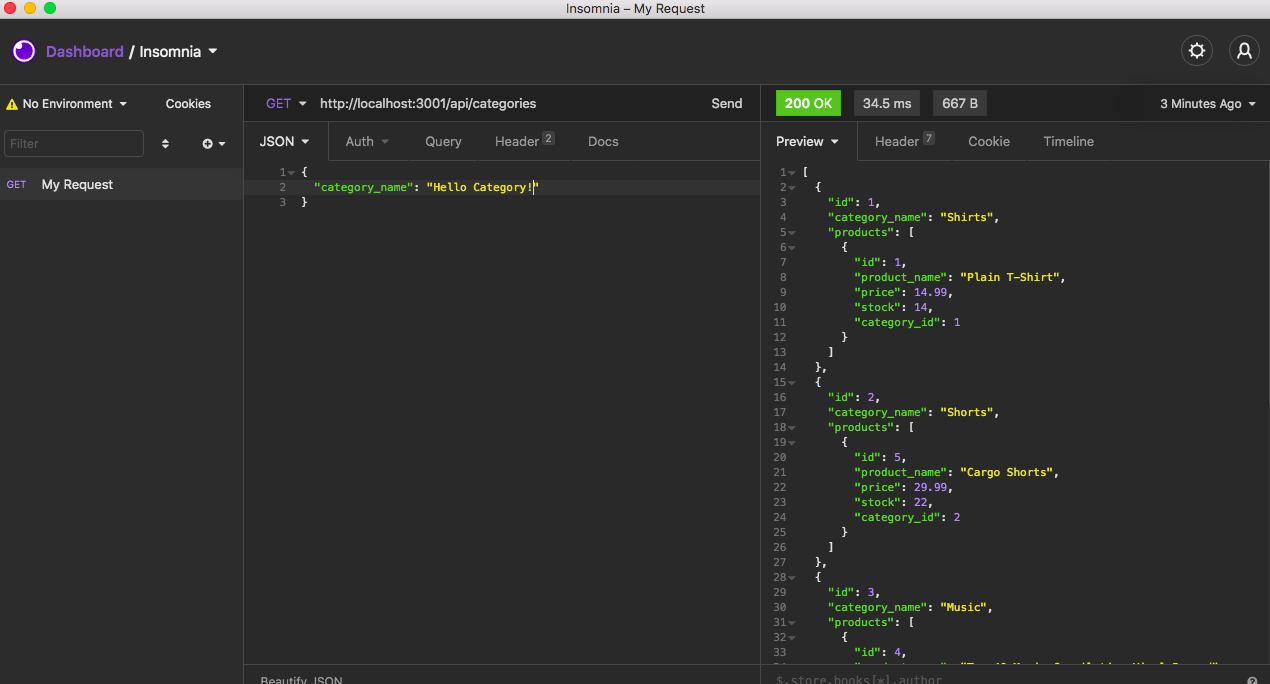 Insomnia – My Request
Dashboard / Insomnia
No Environment
Cookies
GET http://localhost:3001/api/categories Send
200 OK 34.5 ms 667 B 3 Minutes Ago
Filter
JSON Auth Query Header 2 Docs
Preview Header 7 Cookie Timeline
GET My Request
1 {
2 "category_name": "Hello Category!"
3 }
Beautify JSON
1 [
2 {
3 "id": 1,
4 "category_name": "Shirts",
5 "products": [
6 {
7 "id": 1,
8 "product_name": "Plain T-Shirt",
9 "price": 14.99,
10 "stock": 14,
11 "category_id": 1
12 }
13 ]
14 },
15 {
16 "id": 2,
17 "category_name": "Shorts",
18 "products": [
19 {
20 "id": 5,
21 "product_name": "Cargo Shorts",
22 "price": 29.99,
23 "stock": 22,
24 "category_id": 2
25 }
26 ]
27 },
28 {
29 "id": 3,
30 "category_name": "Music",
31 "products": [
32 {
33 "id": 4,
$.store.books[*].author